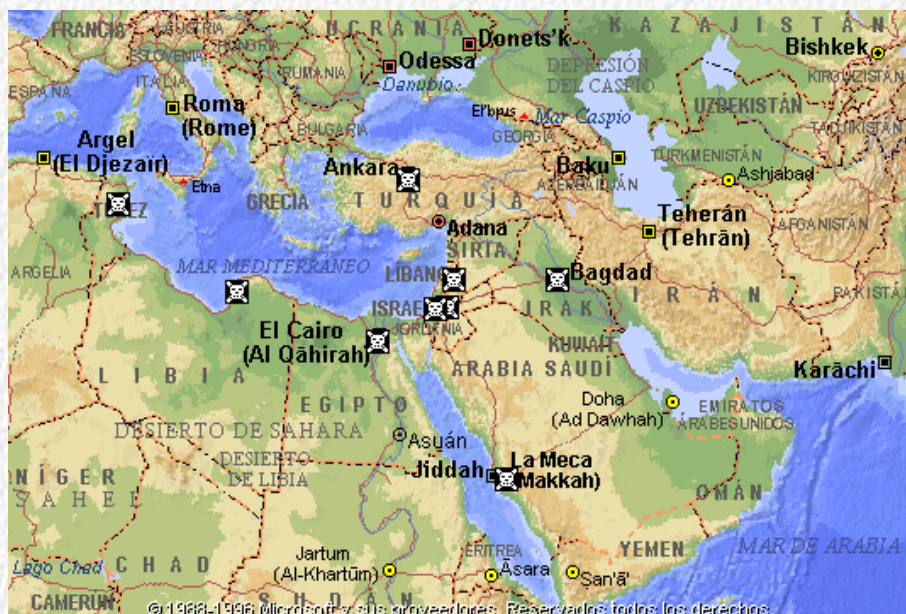 FRANCIA
AUSTRIA
UCRANIA
Donets'k
KAZAJISTÁN
Bishkek
ESLOVENIA
HUNGRIA
Odessa
DEPRESIÓN
DEL CASPIO
KIRGUIZISTÁN
ITALIA
RUMANIA
Danubio
ESPAÑA
Roma
(Rome)
El'brus
Mar Caspio
UZBEKISTÁN
BULGARIA
GEORGIA
TADJIKISTÁN
Argel
(El Djezaïr)
Ankara
Baku
TURKMENISTÁN
Etna
AZERBAIDJÁN
Ashjabad
GRECIA
TURQUÍA
TÚNEZ
Adana
Teherán
(Tehrān)
AFGANISTÁN
SIRIA
ARGELIA
MAR MEDITERRÁNEO
LÍBANO
Bagdad
IRÁN
PAKISTÁN
ISRAEL
IRAK
El Cairo
(Al Qāhirah)
JORDANIA
KUWAIT
LIBIA
ARABIA SAUDÍ
Karāchi
EGIPTO
Doha
(Ad Dawhah)
EMIRATOS
ÁRABES UNIDOS
DESIERTO DE SAHARA
Asuán
DESIERTO
DE LIBIA
Jiddah
La Meca
(Makkah)
NÍGER
SAHEL
OMÁN
YEMEN
MAR DE ARABIA
Lago Chad
CHAD
Jartum
(Al-Khartūm)
ERITREA
Āsara
San'ā'
CAMERUN
SUDÁN
© 1988-1996 Microsoft y sus proveedores. Reservados todos los derechos.